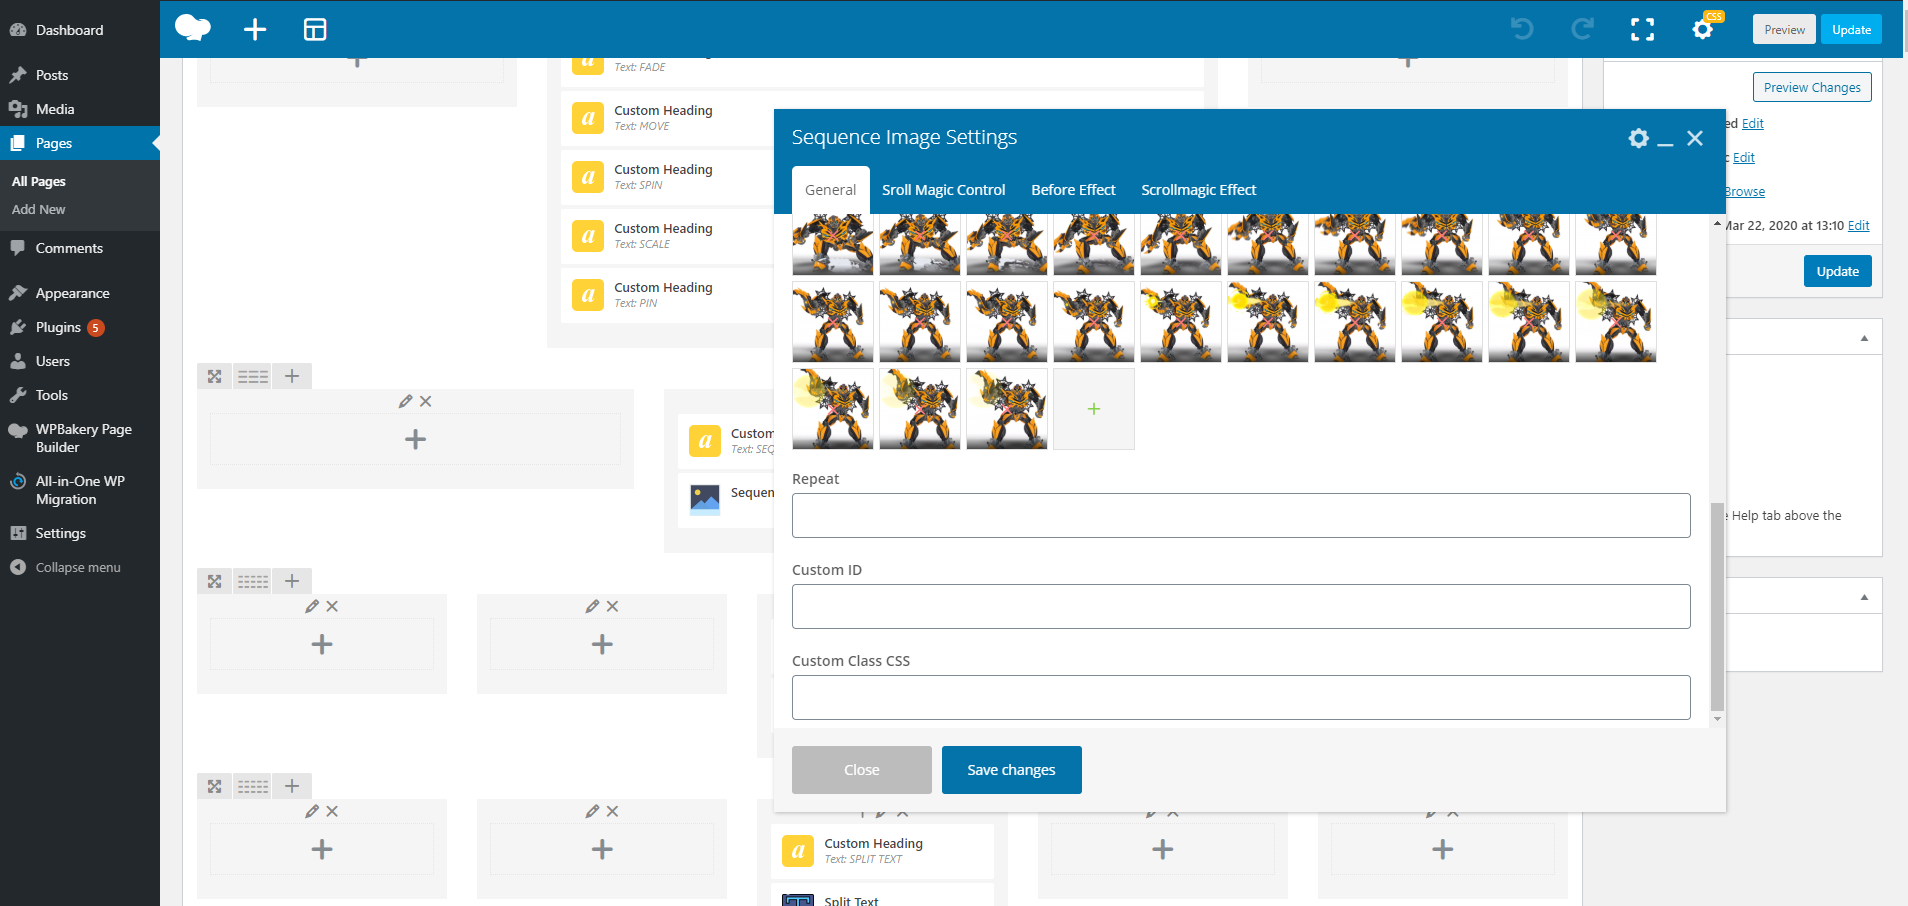 Dashboard
Posts
Media
Pages
All Pages
Add New
Comments
Appearance
Plugins 5
Users
Tools
WPBakery Page
Builder
All-in-One WP
Migration
Settings
Collapse menu
CSS
Preview
Update
Text: FADE
Custom Heading
Text: MOVE
Custom Heading
Text: SPIN
Custom Heading
Text: SCALE
Custom Heading
Text: PIN
Custom
Text: SEQ
Sequen
Sequence Image Settings
General
Sroll Magic Control
Before Effect
Scrollmagic Effect
Repeat
Custom ID
Custom Class CSS
Close
Save changes
Preview Changes
ed Edit
c Edit
Browse
Mar 22, 2020 at 13:10 Edit
Update
e Help tab above the
Custom Heading
Text: SPLIT TEXT
Split Text